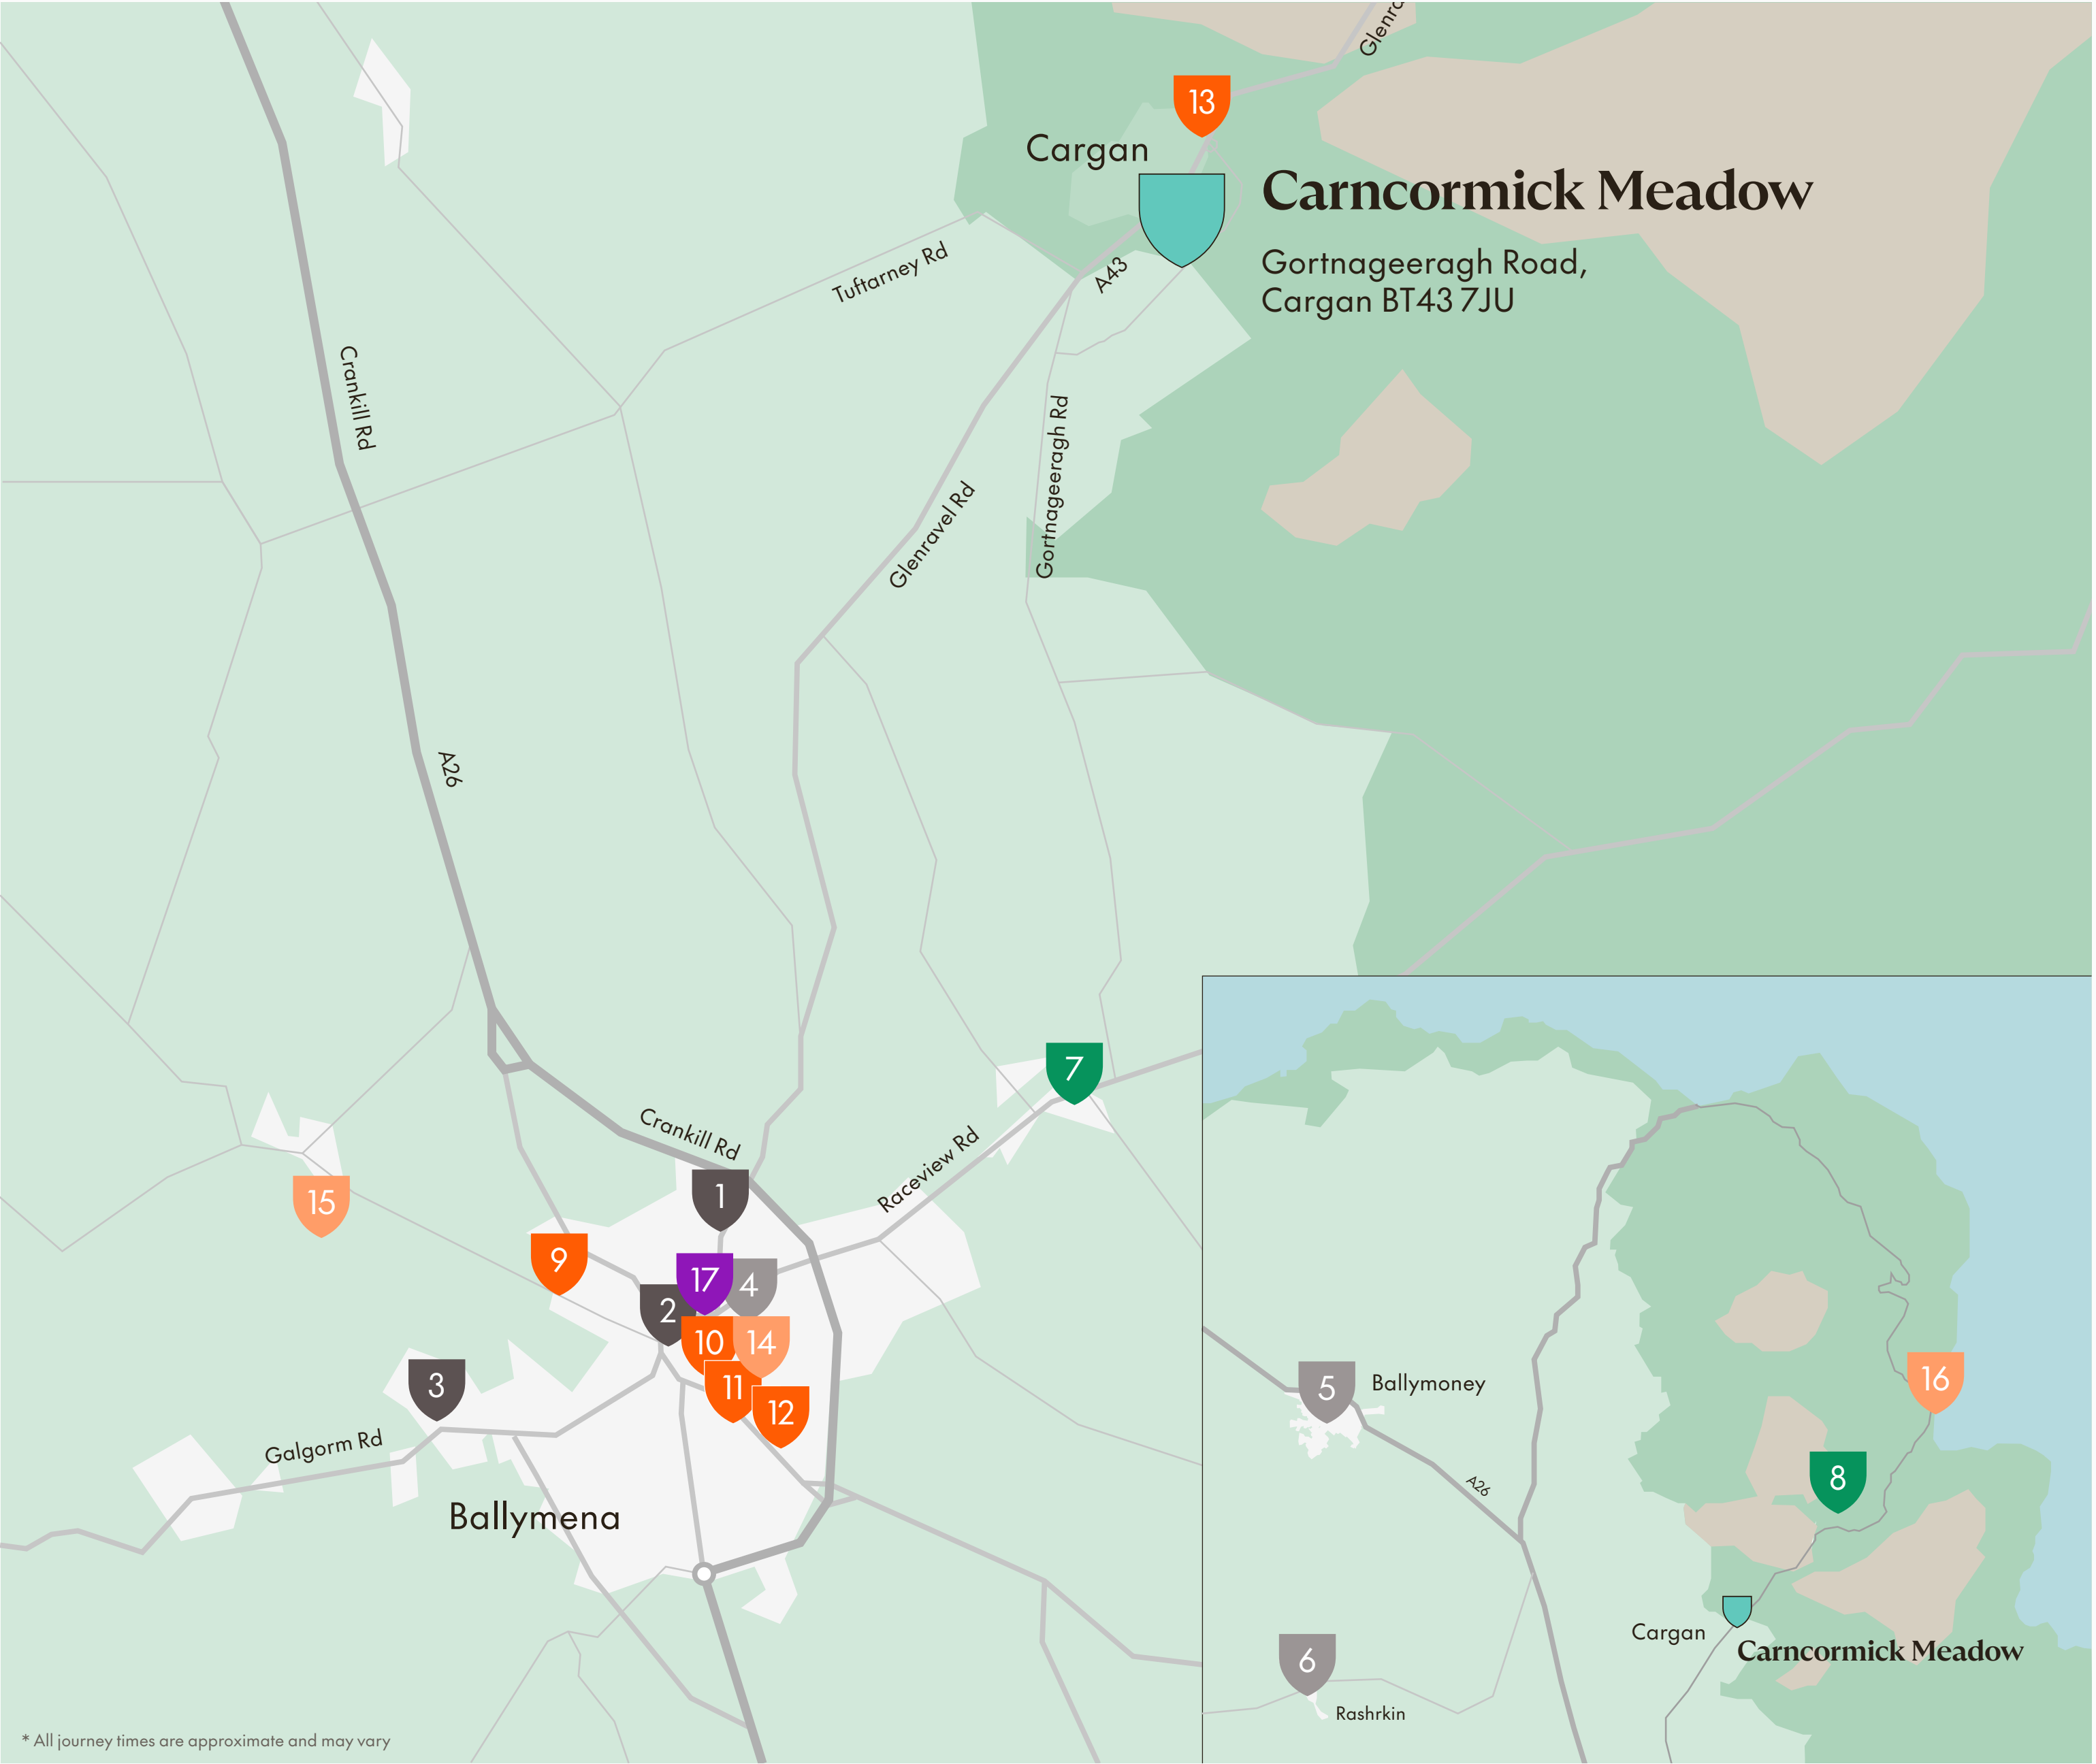 Glenra
13
Cargan
Carncormick Meadow
Gortnageeragh Road,
Cargan BT43 7JU
A43
Tuftarney Rd
Crankill Rd
Gortnageeragh Rd
Glenravel Rd
A26
7
Crankill Rd
Raceview Rd
15
1
9
17
4
2
10
14
3
11
12
Galgorm Rd
Ballymena
5
Ballymoney
16
A26
8
Cargan
Carncormick Meadow
6
Rashrkin
* All journey times are approximate and may vary